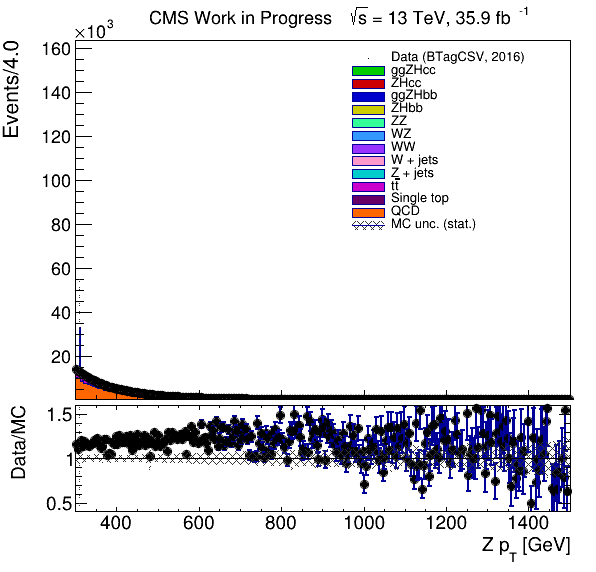 CMS Work in Progress √s = 13 TeV, 35.9 fb⁻¹
×10³
Events/4.0
160
140
120
100
80
60
40
20
Data (BTagCSV, 2016)
ggZHcc
ZHcc
ggZHbb
ZHbb
ZZ
WZ
WW
W + jets
Z + jets
tt̅
Single top
QCD
MC unc. (stat.)
Data/MC
1.5
1
0.5
400 600 800 1000 1200 1400
Z p_T [GeV]